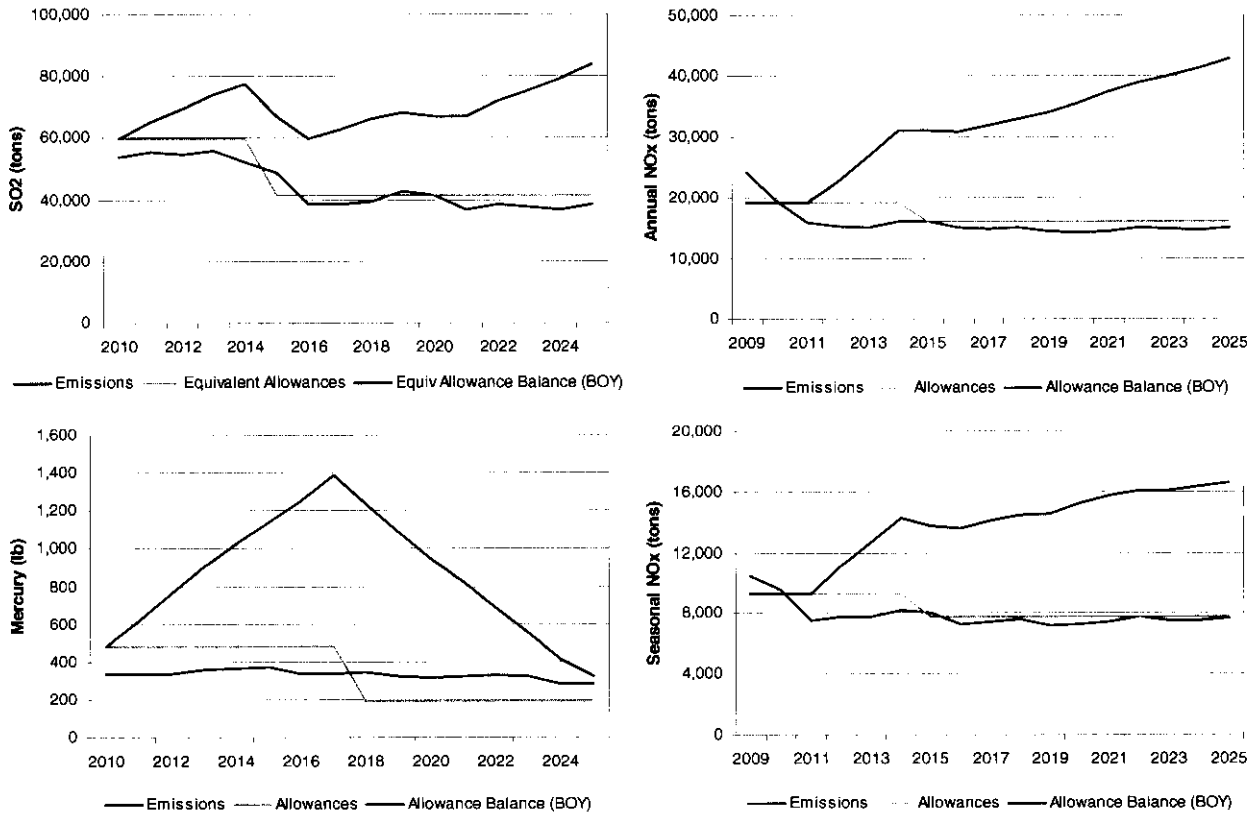 100,000
80,000
60,000
40,000
20,000
0
SO2 (tons)
2010 2012 2014 2016 2018 2020 2022 2024
Emissions Equivalent Allowances Equiv Allowance Balance (BOY)
50,000
40,000
30,000
20,000
10,000
0
Annual NOx (tons)
2009 2011 2013 2015 2017 2019 2021 2023 2025
Emissions Allowances Allowance Balance (BOY)
1,600
1,400
1,200
1,000
800
600
400
200
0
Mercury (lb)
2010 2012 2014 2016 2018 2020 2022 2024
Emissions Allowances Allowance Balance (BOY)
20,000
16,000
12,000
8,000
4,000
0
Seasonal NOx (tons)
2009 2011 2013 2015 2017 2019 2021 2023 2025
Emissions Allowances Allowance Balance (BOY)